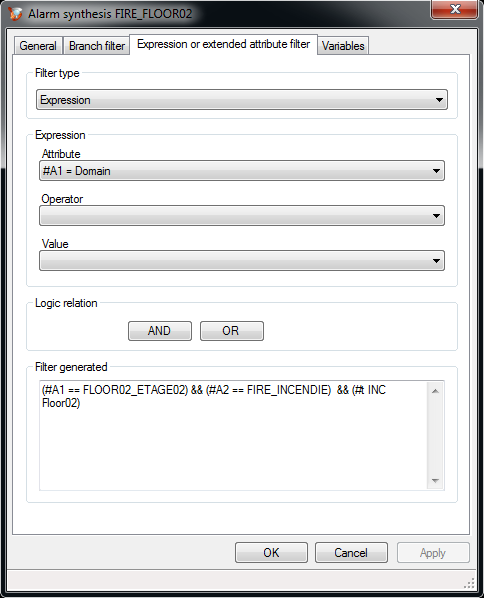 Alarm synthesis FIRE_FLOOR02
General Branch filter Expression or extended attribute filter Variables
Filter type
Expression
Expression
Attribute
#A1 = Domain
Operator
Value
Logic relation
AND OR
Filter generated
(#A1 == FLOOR02_ETAGE02) && (#A2 == FIRE_INCENDIE)  && (#t INC
Floor02)
OK Cancel Apply